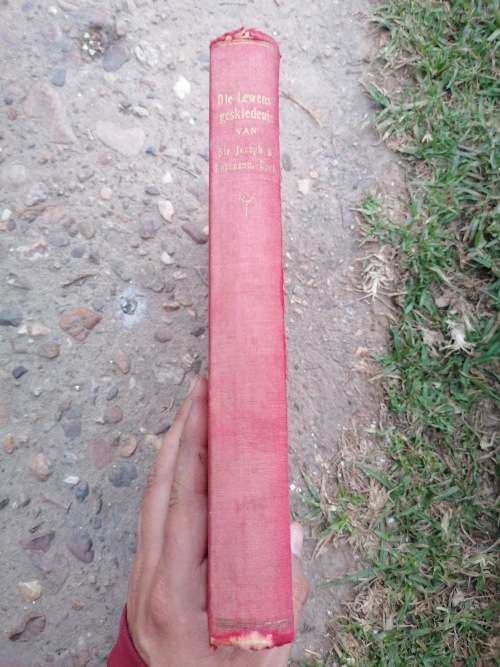 Die Lewens
geskiedenis
VAN
Sir Joseph B
Robinson, Bart.